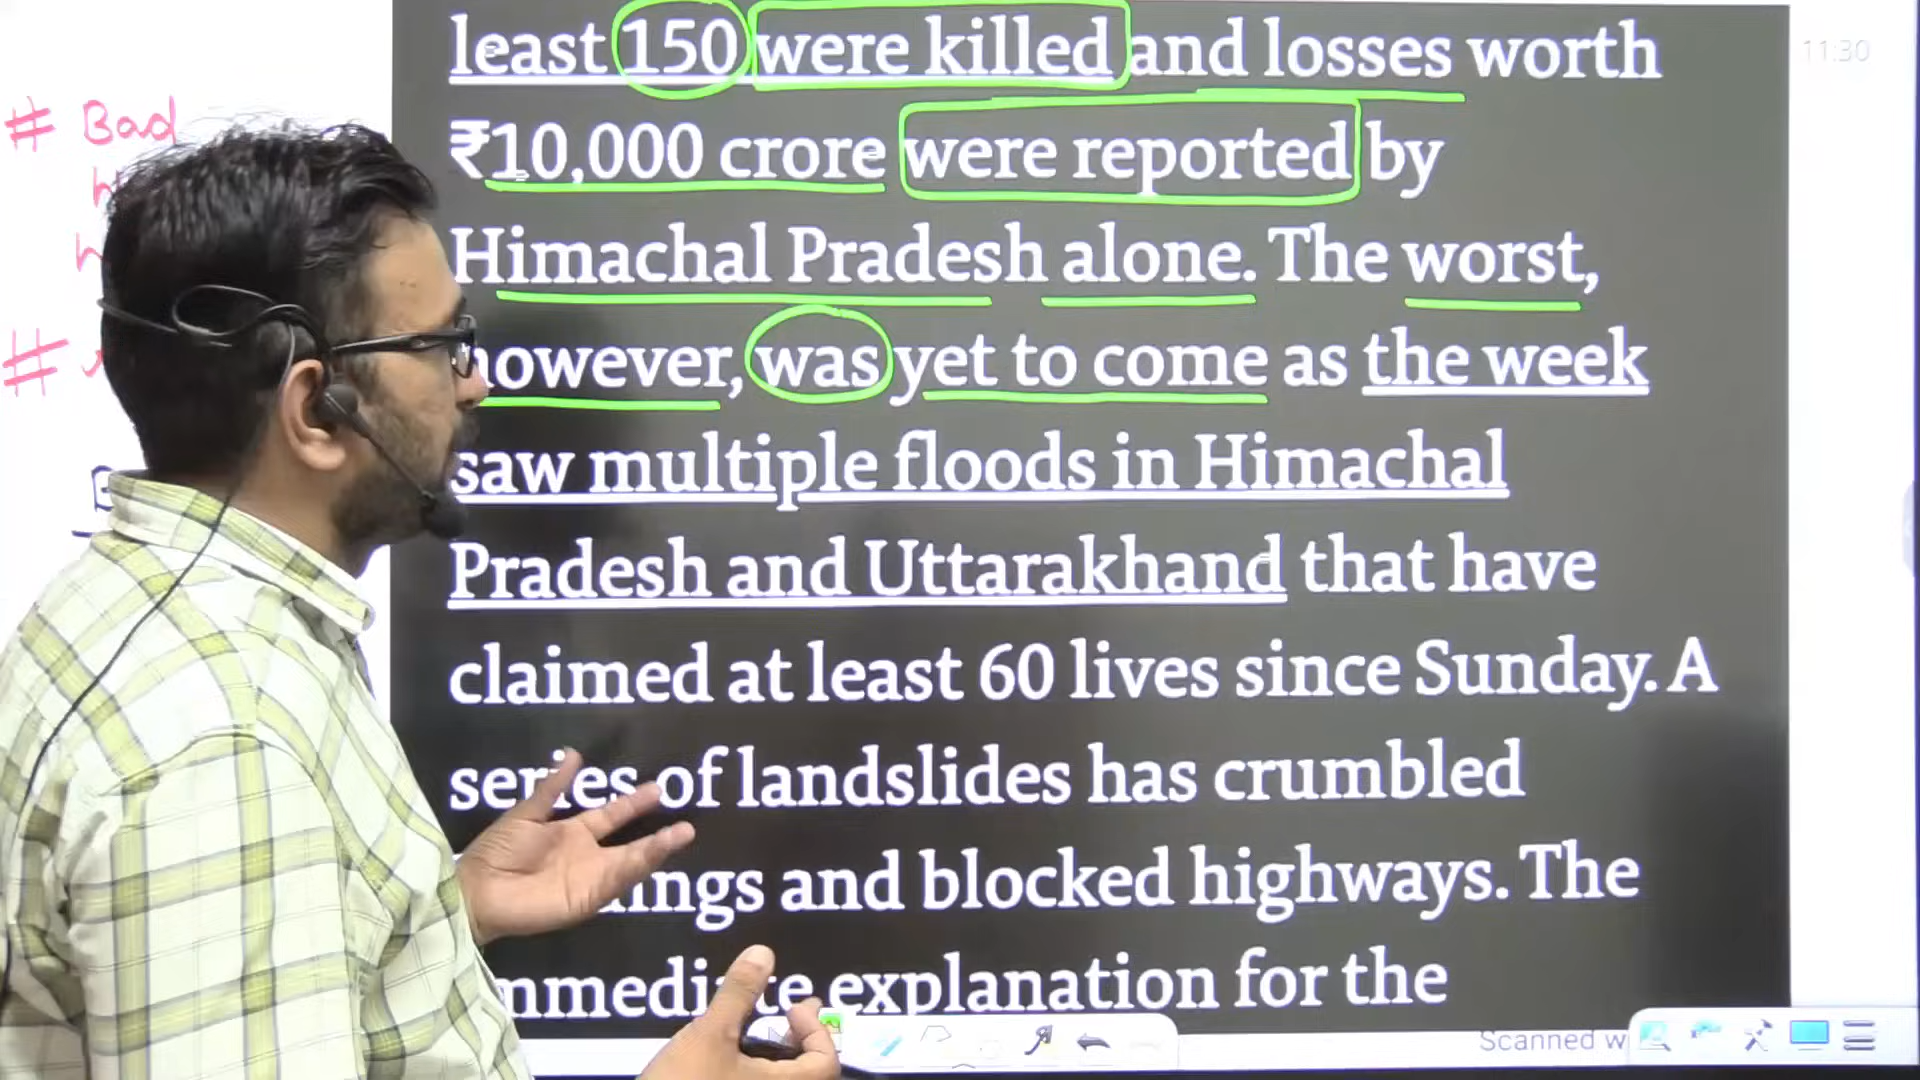 least 150 were killed and losses worth
11:30
# Bad
₹10,000 crore were reported by
Himachal Pradesh alone. The worst,
#
however, was yet to come as the week
saw multiple floods in Himachal
Pradesh and Uttarakhand that have
claimed at least 60 lives since Sunday. A
series of landslides has crumbled
and blocked highways. The
immediate explanation for the
Scanned